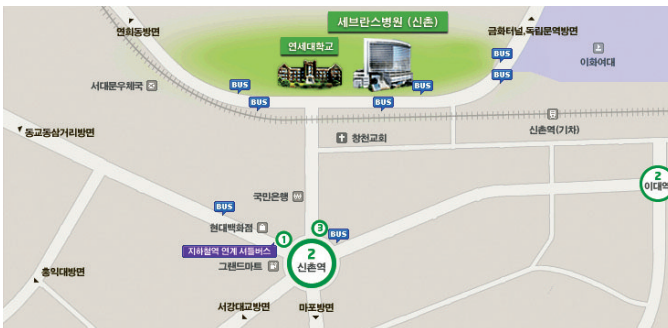 세브란스병원 (신촌)
연희동방면
금화터널,독립문역방면
연세대학교
BUS
이화여대
BUS
서대문우체국
BUS
BUS
BUS
BUS
신촌역(기차)
동교동삼거리방면
창천교회
2
이대역
국민은행
BUS
현대백화점
3
BUS
1
지하철역 연계 셔틀버스
2
신촌역
그랜드마트
홍익대방면
서강대교방면
마포방면